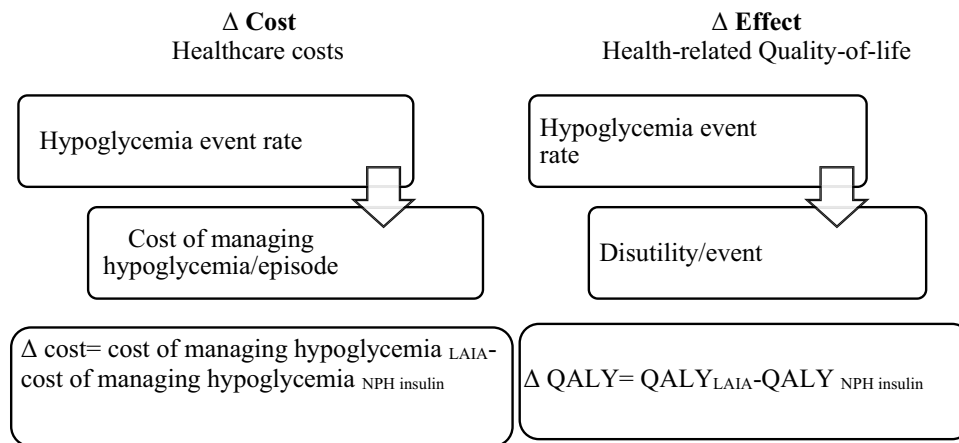 Δ Cost
Healthcare costs
Hypoglycemia event rate
Cost of managing
hypoglycemia/episode
Δ cost= cost of managing hypoglycemia LAIA-
cost of managing hypoglycemia NPH insulin
Δ Effect
Health-related Quality-of-life
Hypoglycemia event
rate
Disutility/event
Δ QALY= QALYLAIA-QALY NPH insulin